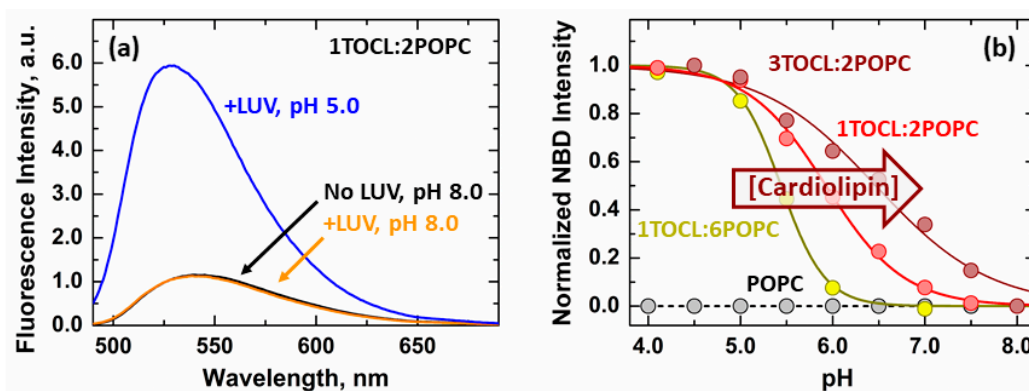 (a)
1TOCL:2POPC
Fluorescence Intensity, a.u.
6.0
5.0
4.0
3.0
2.0
1.0
0.0
+LUV, pH 5.0
No LUV, pH 8.0
+LUV, pH 8.0
500
550
600
650
Wavelength, nm
(b)
Normalized NBD Intensity
1.0
0.8
0.6
0.4
0.2
0.0
3TOCL:2POPC
1TOCL:2POPC
[Cardiolipin]
1TOCL:6POPC
POPC
4.0
5.0
6.0
7.0
8.0
pH